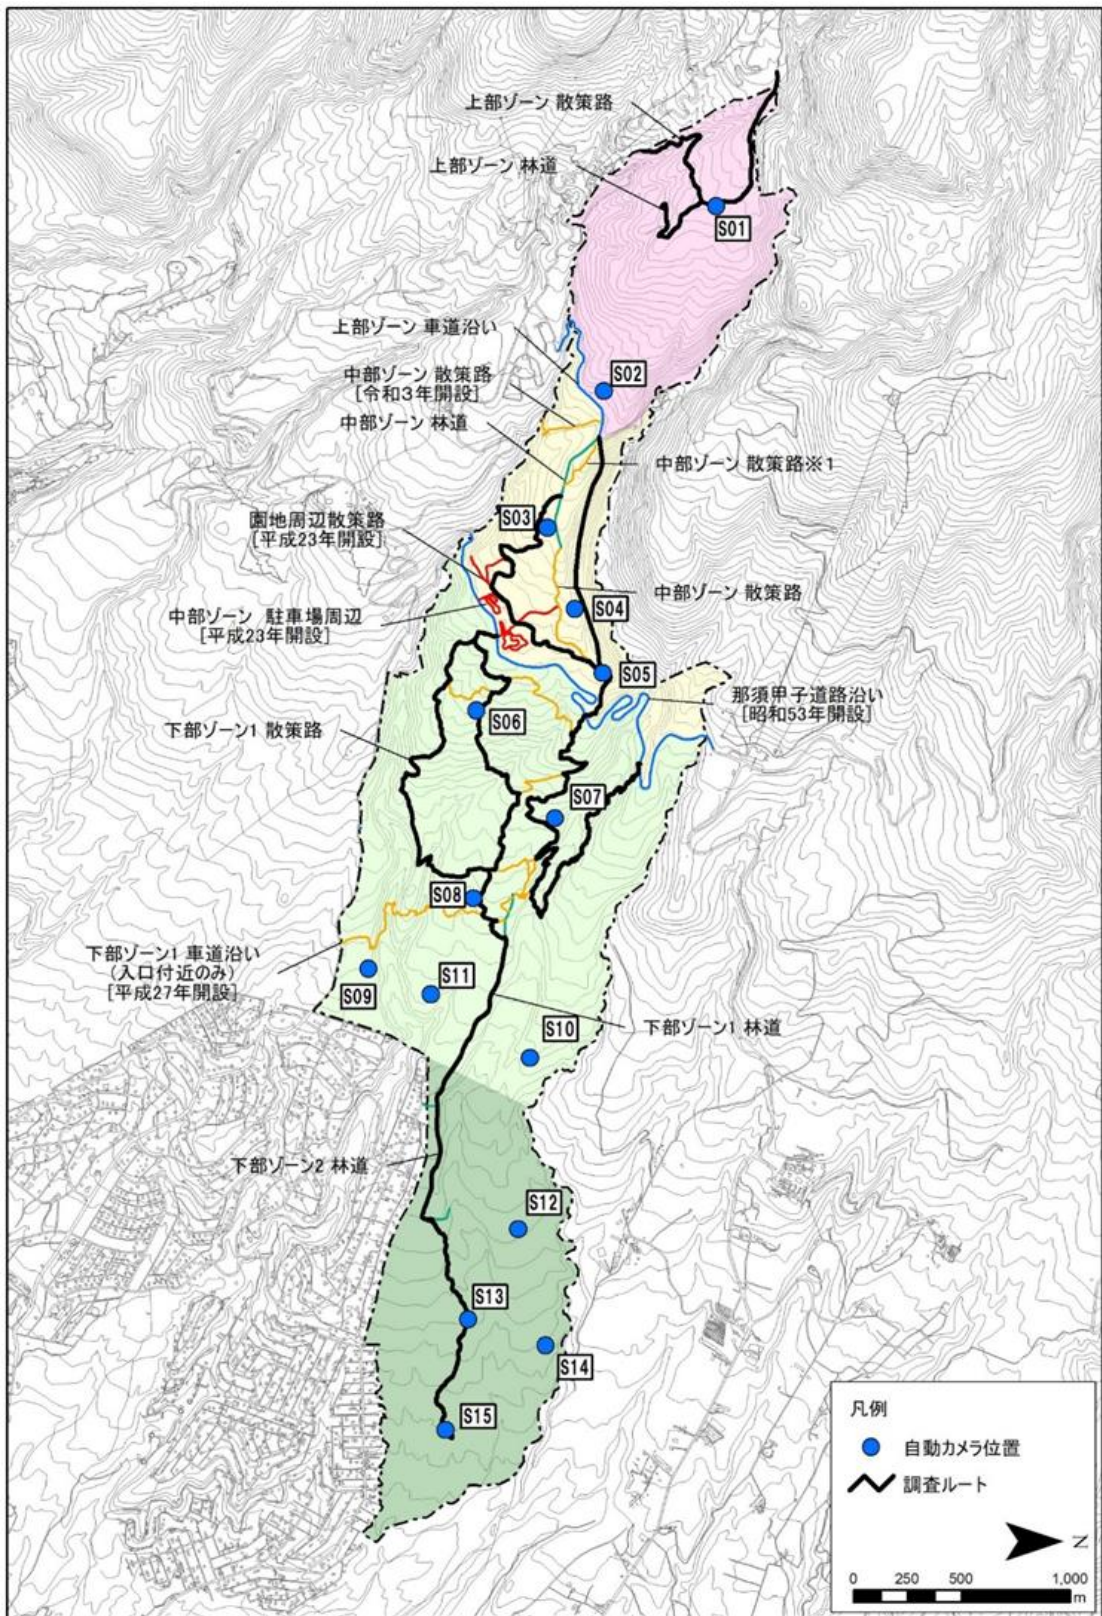 上部ゾーン 散策路
上部ゾーン 林道
S01
上部ゾーン 車道沿い
S02
中部ゾーン 散策路
[令和3年開設]
中部ゾーン 林道
中部ゾーン 散策路※1
園地周辺散策路
[平成23年開設]
S03
中部ゾーン 散策路
中部ゾーン 駐車場周辺
[平成23年開設]
S04
S05
那須甲子道路沿い
[昭和53年開設]
S06
下部ゾーン1 散策路
S07
S08
下部ゾーン1 車道沿い
(入口付近のみ)
[平成27年開設]
S09
S11
下部ゾーン1 林道
S10
下部ゾーン2 林道
S12
S13
S14
S15
凡例
自動カメラ位置
調査ルート
N
0 250 500 1,000
m